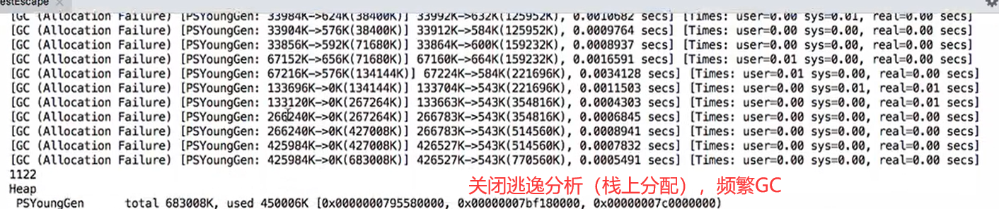 estEscape ×
[GC (Allocation Failure) [PSYoungGen: 33984K->624K(38400K)] 33992K->632K(125952K), 0.0010682 secs] [Times: user=0.00 sys=0.01, real=0.00 secs]
[GC (Allocation Failure) [PSYoungGen: 33904K->576K(38400K)] 33912K->584K(125952K), 0.0009764 secs] [Times: user=0.00 sys=0.00, real=0.00 secs]
[GC (Allocation Failure) [PSYoungGen: 33856K->592K(71680K)] 33864K->600K(159232K), 0.0008937 secs] [Times: user=0.00 sys=0.00, real=0.00 secs]
[GC (Allocation Failure) [PSYoungGen: 67152K->656K(71680K)] 67160K->664K(159232K), 0.0016591 secs] [Times: user=0.01 sys=0.00, real=0.00 secs]
[GC (Allocation Failure) [PSYoungGen: 67216K->576K(134144K)] 67224K->584K(221696K), 0.0034128 secs] [Times: user=0.01 sys=0.00, real=0.00 secs]
[GC (Allocation Failure) [PSYoungGen: 133696K->0K(134144K)] 133704K->543K(221696K), 0.0011503 secs] [Times: user=0.00 sys=0.01, real=0.01 secs]
[GC (Allocation Failure) [PSYoungGen: 133120K->0K(267264K)] 133663K->543K(354816K), 0.0004303 secs] [Times: user=0.00 sys=0.00, real=0.01 secs]
[GC (Allocation Failure) [PSYoungGen: 266240K->0K(267264K)] 266783K->543K(354816K), 0.0006845 secs] [Times: user=0.00 sys=0.00, real=0.00 secs]
[GC (Allocation Failure) [PSYoungGen: 266240K->0K(427008K)] 266783K->543K(514560K), 0.0008941 secs] [Times: user=0.00 sys=0.00, real=0.00 secs]
[GC (Allocation Failure) [PSYoungGen: 425984K->0K(427008K)] 426527K->543K(514560K), 0.0007832 secs] [Times: user=0.00 sys=0.00, real=0.00 secs]
[GC (Allocation Failure) [PSYoungGen: 425984K->0K(683008K)] 426527K->543K(770560K), 0.0005491 secs] [Times: user=0.00 sys=0.00, real=0.00 secs]
1122
Heap
关闭逃逸分析（栈上分配），频繁GC
PSYoungGen total 683008K, used 450006K [0x0000000795580000, 0x00000007bf180000, 0x00000007c0000000)